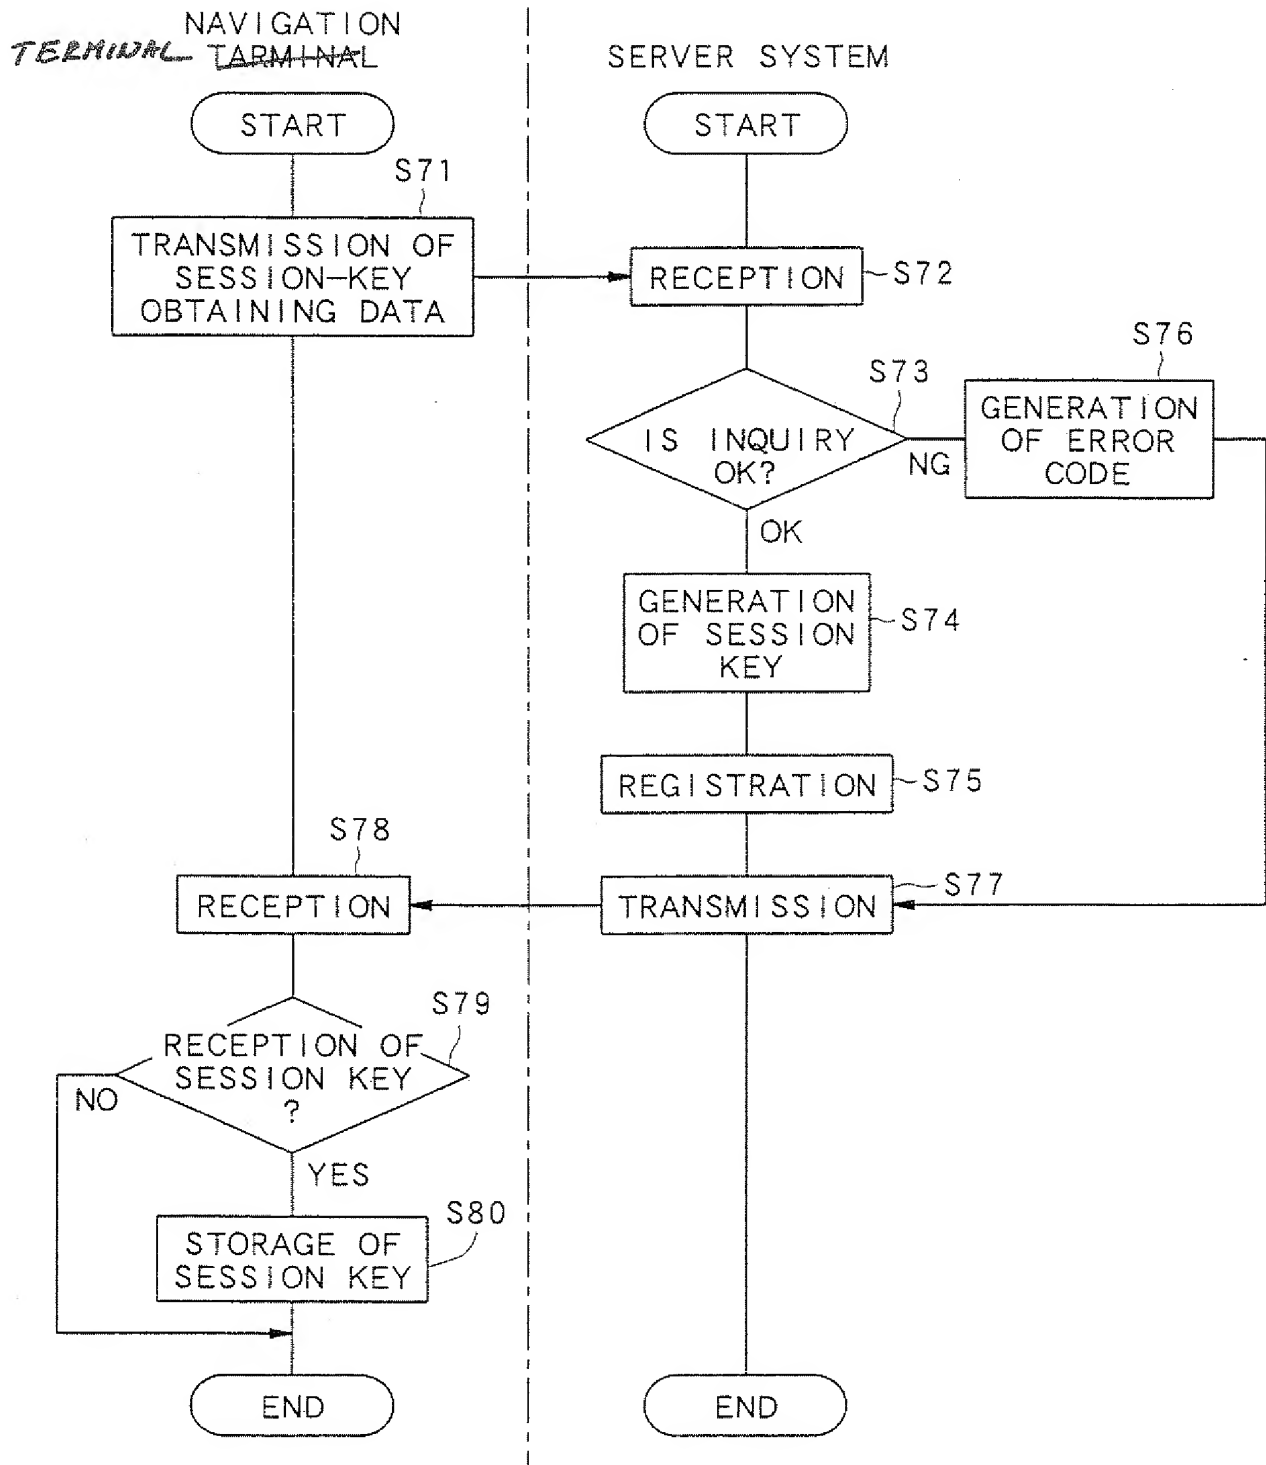 NAVIGATION
TERMINAL TARMINAL
START
S71
TRANSMISSION OF
SESSION-KEY
OBTAINING DATA
S78
RECEPTION
S79
RECEPTION OF
SESSION KEY
?
NO
YES
S80
STORAGE OF
SESSION KEY
END
SERVER SYSTEM
START
RECEPTION
S72
S73
IS INQUIRY
OK?
NG
OK
S76
GENERATION
OF ERROR
CODE
GENERATION
OF SESSION
KEY
S74
REGISTRATION
S75
TRANSMISSION
S77
END